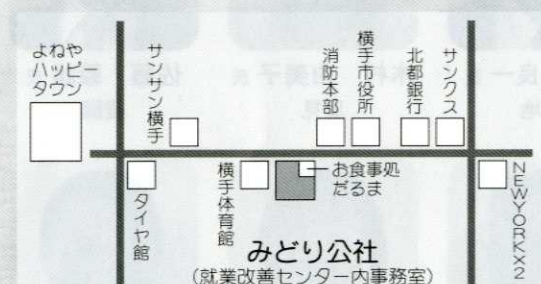 よねや
ハッピー
タウン
サンサン横手
消防本部
横手市役所
北都銀行
サンクス
タイヤ館
横手体育館
お食事処
だるま
NEWYORKX2
みどり公社
(就業改善センター内事務室)